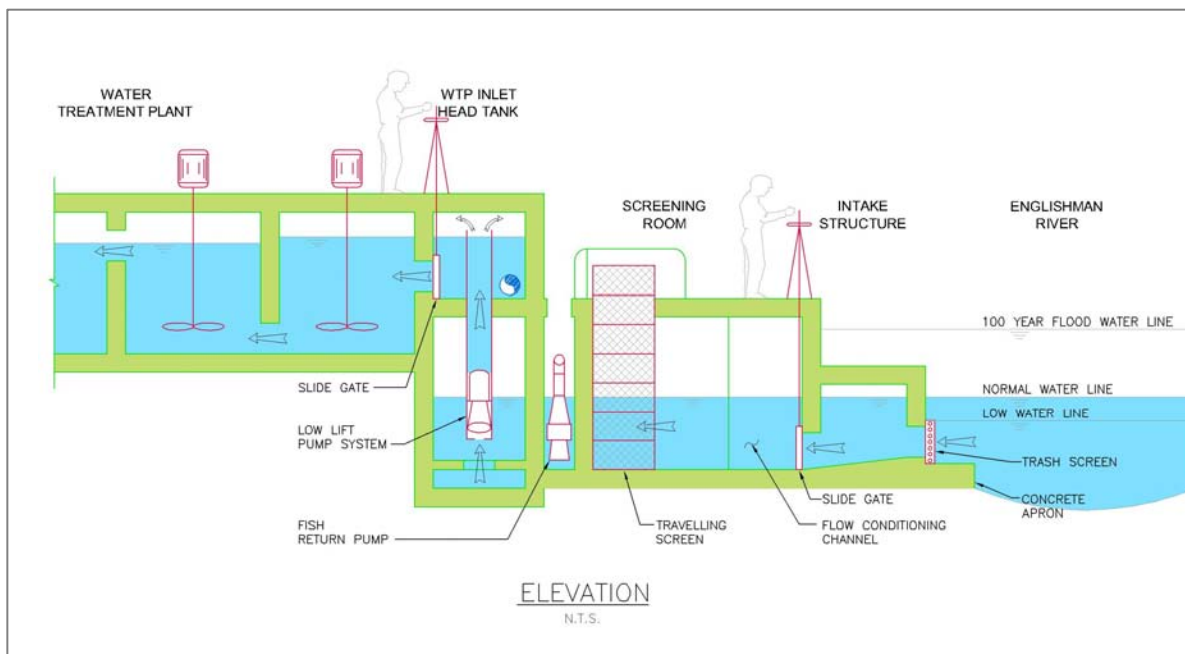 WATER
TREATMENT PLANT
WTP INLET
HEAD TANK
SCREENING
ROOM
INTAKE
STRUCTURE
ENGLISHMAN
RIVER
100 YEAR FLOOD WATER LINE
NORMAL WATER LINE
LOW WATER LINE
TRASH SCREEN
CONCRETE
APRON
SLIDE GATE
LOW LIFT
PUMP SYSTEM
FISH
RETURN PUMP
TRAVELLING
SCREEN
FLOW CONDITIONING
CHANNEL
SLIDE GATE
ELEVATION
N.T.S.